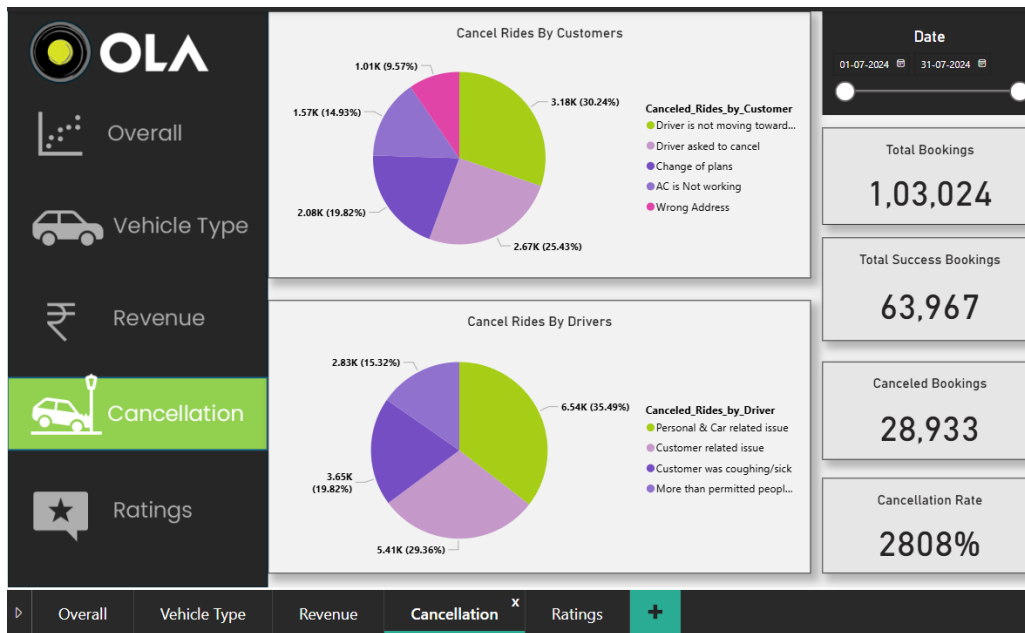 OLA
Overall
Vehicle Type
Revenue
Cancellation
Ratings
Cancel Rides By Customers
1.01K (9.57%)
1.57K (14.93%)
2.08K (19.82%)
3.18K (30.24%)
2.67K (25.43%)
Canceled_Rides_by_Customer
Driver is not moving toward...
Driver asked to cancel
Change of plans
AC is Not working
Wrong Address
Cancel Rides By Drivers
2.83K (15.32%)
3.65K
(19.82%)
5.41K (29.36%)
6.54K (35.49%)
Canceled_Rides_by_Driver
Personal & Car related issue
Customer related issue
Customer was coughing/sick
More than permitted peopl...
Date
01-07-2024 31-07-2024
Total Bookings
1,03,024
Total Success Bookings
63,967
Canceled Bookings
28,933
Cancellation Rate
2808%
Overall Vehicle Type Revenue Cancellation x Ratings +